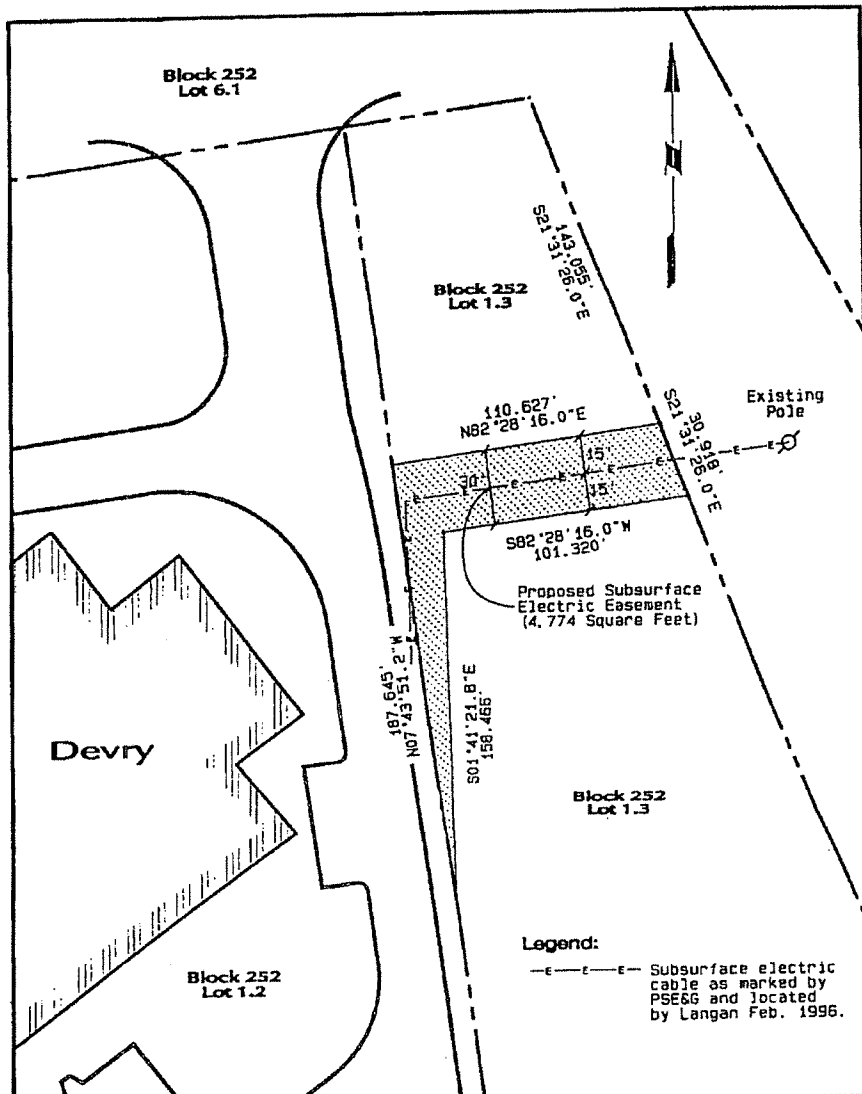 Block 252
Lot 6.1
143.055'
S21°31'26.0"E
Block 252
Lot 1.3
110.627'
N82°28'16.0"E
30.918'
S21°31'26.0"E
Existing
Pole
E E E E E E
15'
30'
15'
S82°28'16.0"W
101.320'
Proposed Subsurface
Electric Easement
(4,774 Square Feet)
187.645'
N07°43'51.2"W
S01°41'21.8"E
158.466'
Devry
Block 252
Lot 1.3
Block 252
Lot 1.2
Legend:
E E E Subsurface electric
cable as marked by
PSE&G and located
by Langan Feb. 1996.